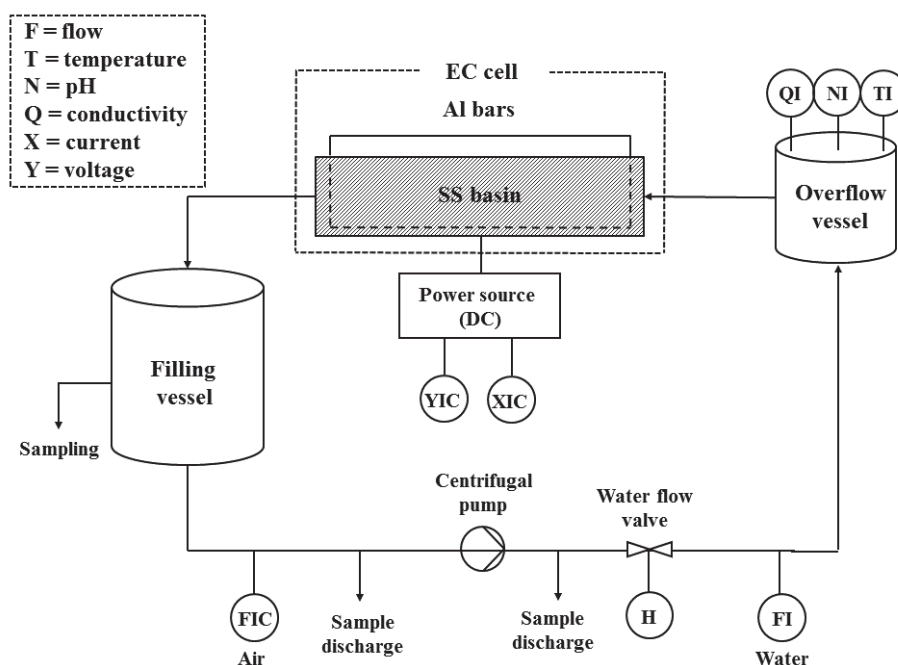 F = flow
T = temperature
N = pH
Q = conductivity
X = current
Y = voltage
EC cell
Al bars
SS basin
QI
NI
TI
Overflow
vessel
Power source
(DC)
YIC
XIC
Filling
vessel
Sampling
Centrifugal
pump
Water flow
valve
FIC
Air
Sample
discharge
Sample
discharge
H
FI
Water